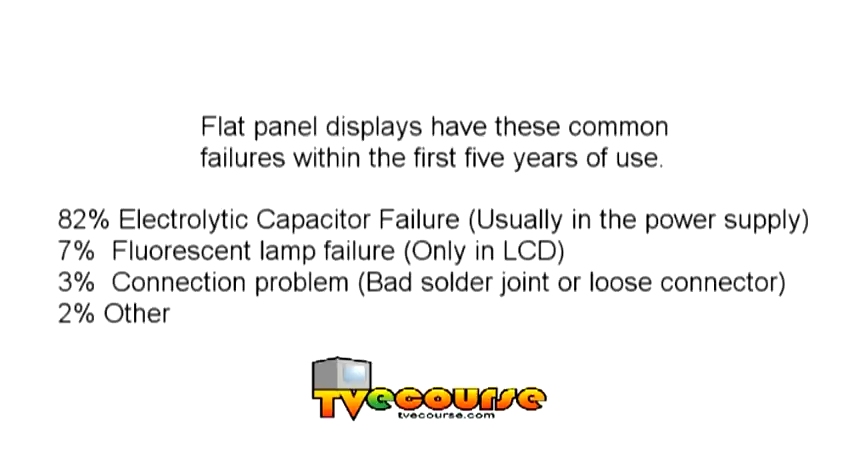 Flat panel displays have these common
failures within the first five years of use.
82% Electrolytic Capacitor Failure (Usually in the power supply)
7% Fluorescent lamp failure (Only in LCD)
3% Connection problem (Bad solder joint or loose connector)
2% Other
TVecourse
tvecourse.com